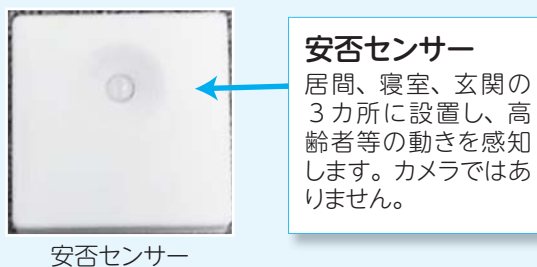 安否センサー
居間、寝室、玄関の
３カ所に設置し、高
齢者等の動きを感知
します。カメラではあ
りません。
安否センサー